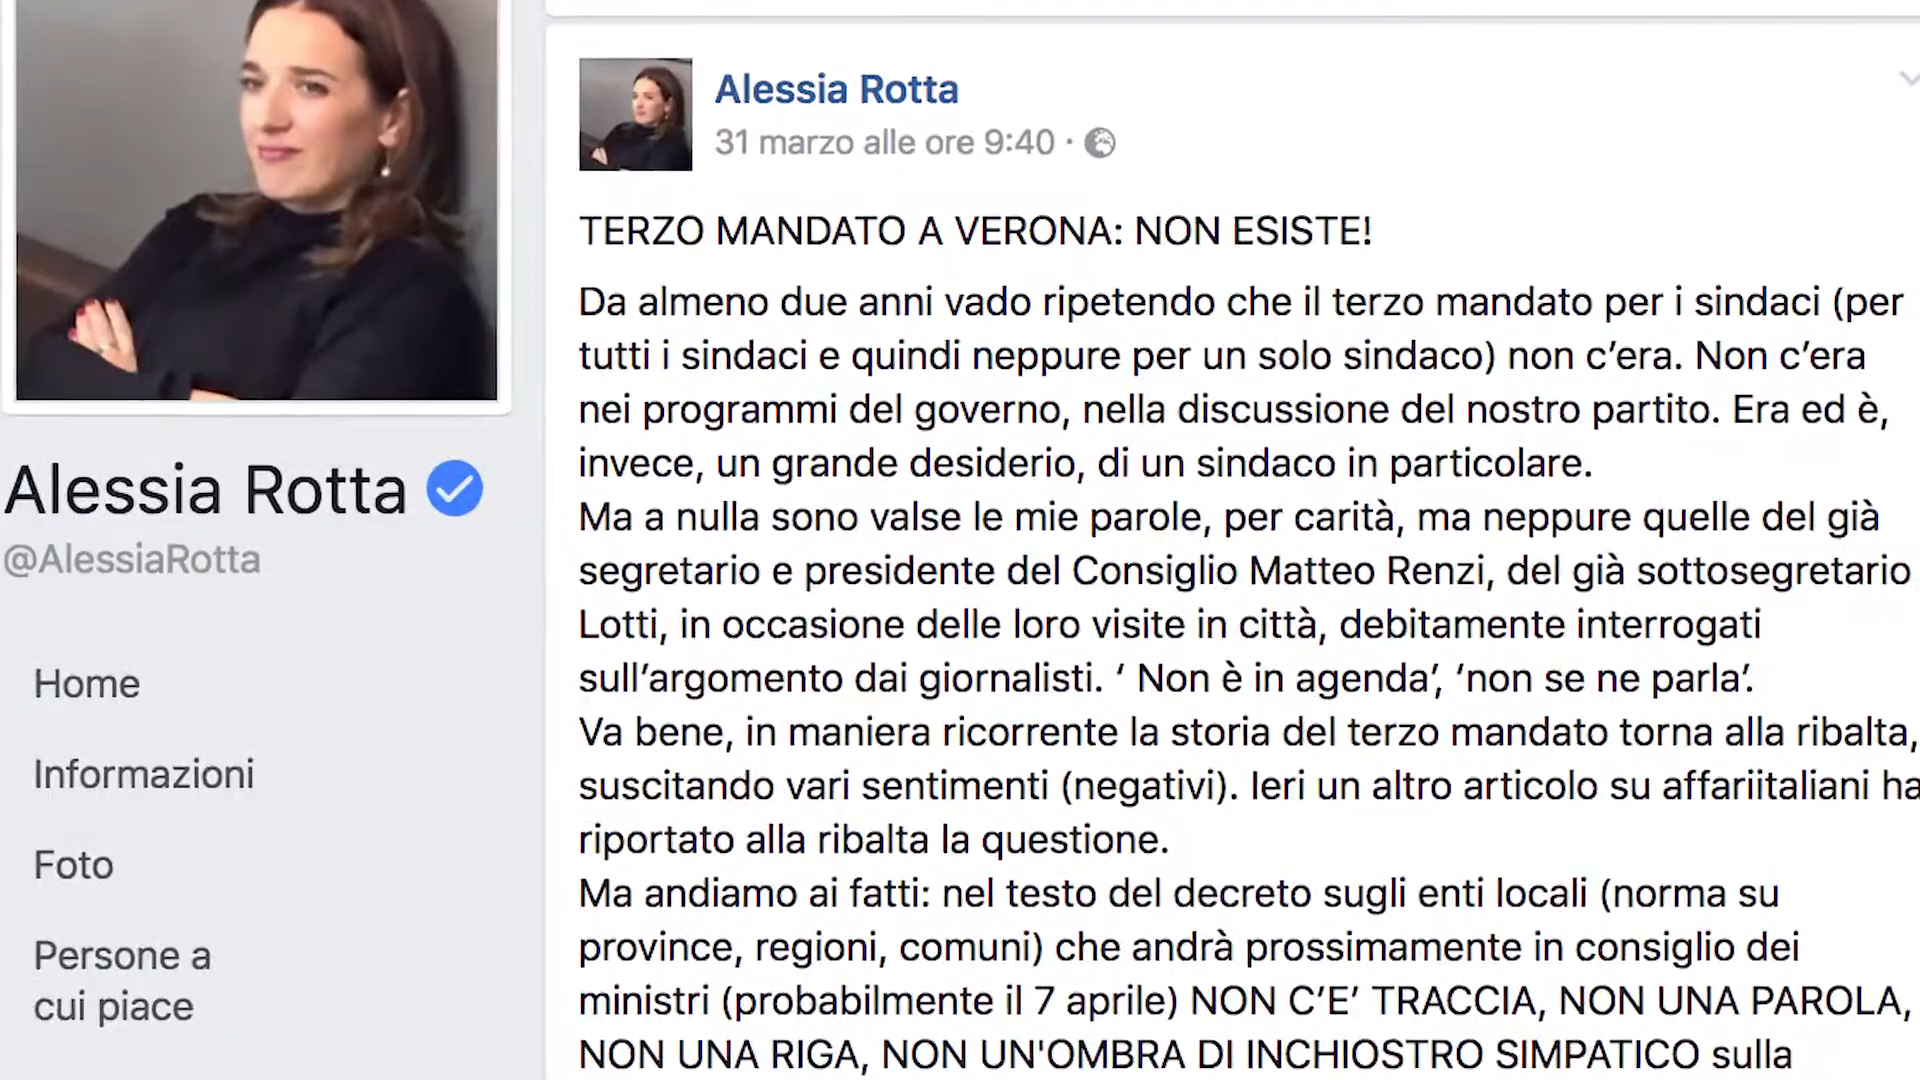 Alessia Rotta
@AlessiaRotta
Home
Informazioni
Foto
Persone a
cui piace
Alessia Rotta
31 marzo alle ore 9:40 ·
TERZO MANDATO A VERONA: NON ESISTE!
Da almeno due anni vado ripetendo che il terzo mandato per i sindaci (per
tutti i sindaci e quindi neppure per un solo sindaco) non c’era. Non c’era
nei programmi del governo, nella discussione del nostro partito. Era ed è,
invece, un grande desiderio, di un sindaco in particolare.
Ma a nulla sono valse le mie parole, per carità, ma neppure quelle del già
segretario e presidente del Consiglio Matteo Renzi, del già sottosegretario
Lotti, in occasione delle loro visite in città, debitamente interrogati
sull’argomento dai giornalisti. ‘ Non è in agenda’, ‘non se ne parla’.
Va bene, in maniera ricorrente la storia del terzo mandato torna alla ribalta,
suscitando vari sentimenti (negativi). Ieri un altro articolo su affariitaliani ha
riportato alla ribalta la questione.
Ma andiamo ai fatti: nel testo del decreto sugli enti locali (norma su
province, regioni, comuni) che andrà prossimamente in consiglio dei
ministri (probabilmente il 7 aprile) NON C’E’ TRACCIA, NON UNA PAROLA,
NON UNA RIGA, NON UN'OMBRA DI INCHIOSTRO SIMPATICO sulla